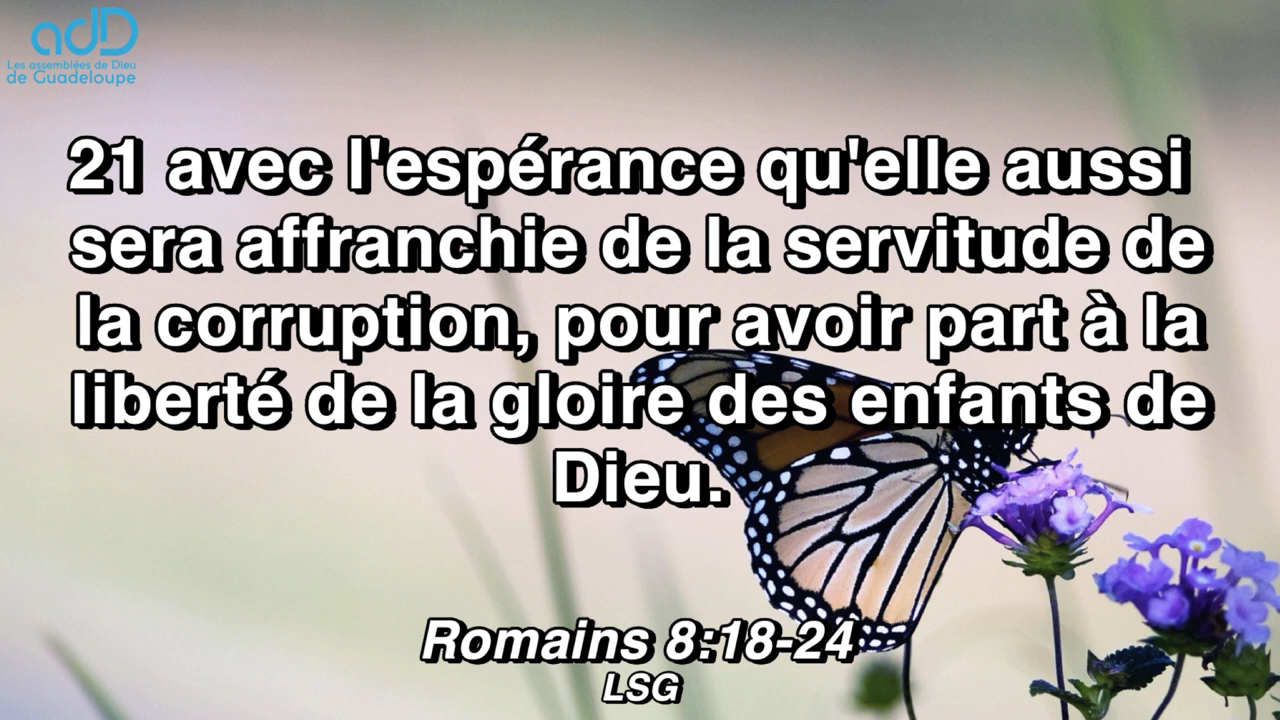 adD
Les assemblées de Dieu
de Guadeloupe
21 avec l'espérance qu'elle aussi
sera affranchie de la servitude de
la corruption, pour avoir part à la
liberté de la gloire des enfants de
Dieu.
Romains 8:18-24
LSG